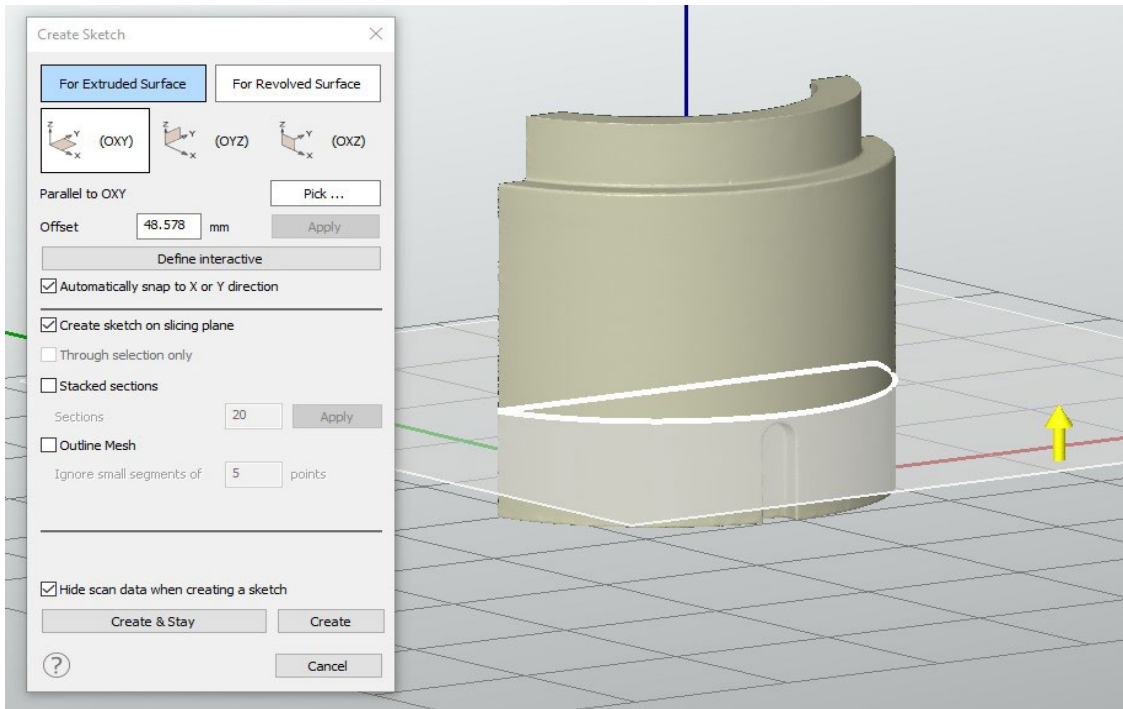 Create Sketch
For Extruded Surface For Revolved Surface
Z Y X (OXY) Z Y X (OYZ) Z Y X (OXZ)
Parallel to OXY Pick ...
Offset 48.578 mm Apply
Define interactive
Automatically snap to X or Y direction
Create sketch on slicing plane
Through selection only
Stacked sections
Sections 20 Apply
Outline Mesh
Ignore small segments of 5 points
Hide scan data when creating a sketch
Create & Stay Create
? Cancel